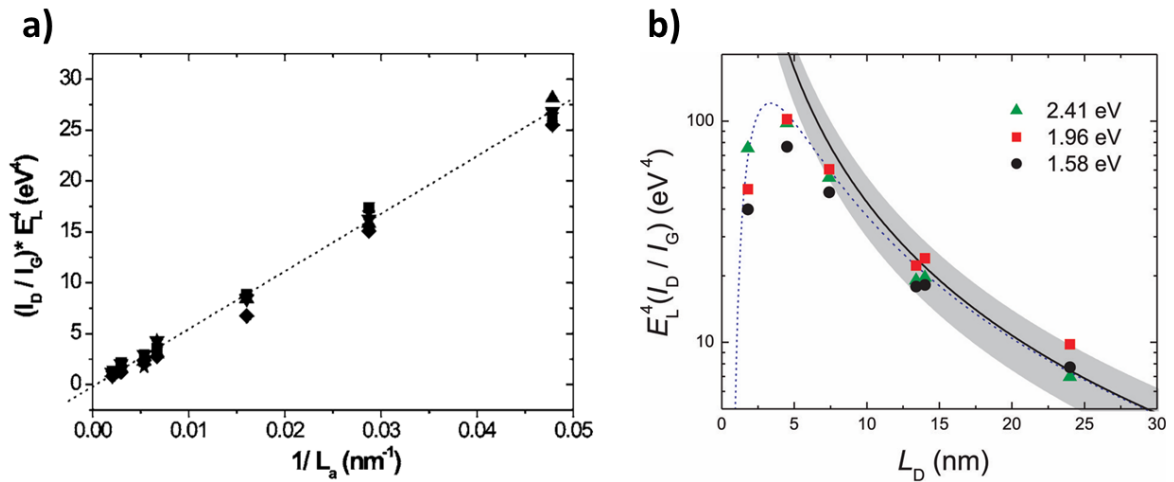 a)
(I_D / I_G)* E_L^4 (eV^4)
30
25
20
15
10
5
0
0.00 0.01 0.02 0.03 0.04 0.05
1/ L_a (nm^-1)
b)
E_L^4(I_D / I_G) (eV^4)
100
10
2.41 eV
1.96 eV
1.58 eV
0 5 10 15 20 25 30
L_D (nm)